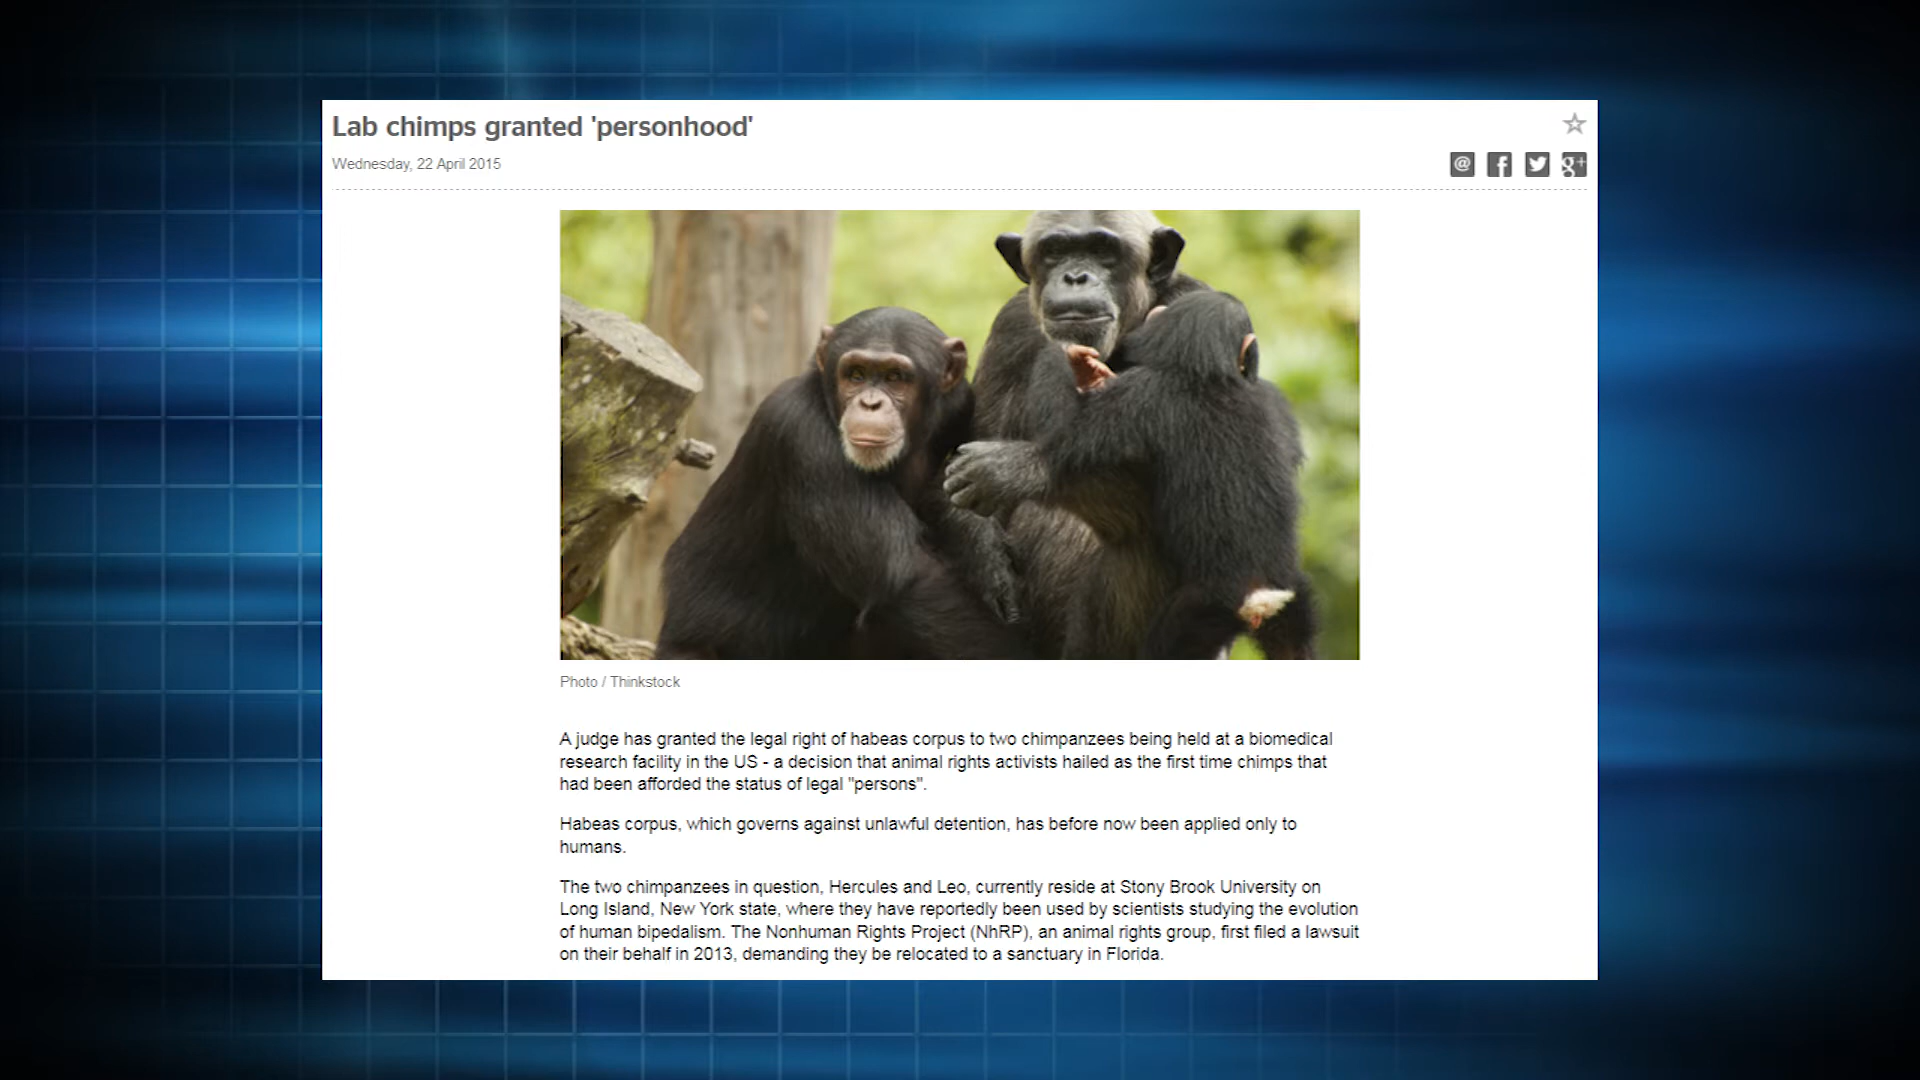 Lab chimps granted 'personhood'
Wednesday, 22 April 2015
@ f g+
Photo / Thinkstock
A judge has granted the legal right of habeas corpus to two chimpanzees being held at a biomedical
research facility in the US - a decision that animal rights activists hailed as the first time chimps that
had been afforded the status of legal "persons".
Habeas corpus, which governs against unlawful detention, has before now been applied only to
humans.
The two chimpanzees in question, Hercules and Leo, currently reside at Stony Brook University on
Long Island, New York state, where they have reportedly been used by scientists studying the evolution
of human bipedalism. The Nonhuman Rights Project (NhRP), an animal rights group, first filed a lawsuit
on their behalf in 2013, demanding they be relocated to a sanctuary in Florida.